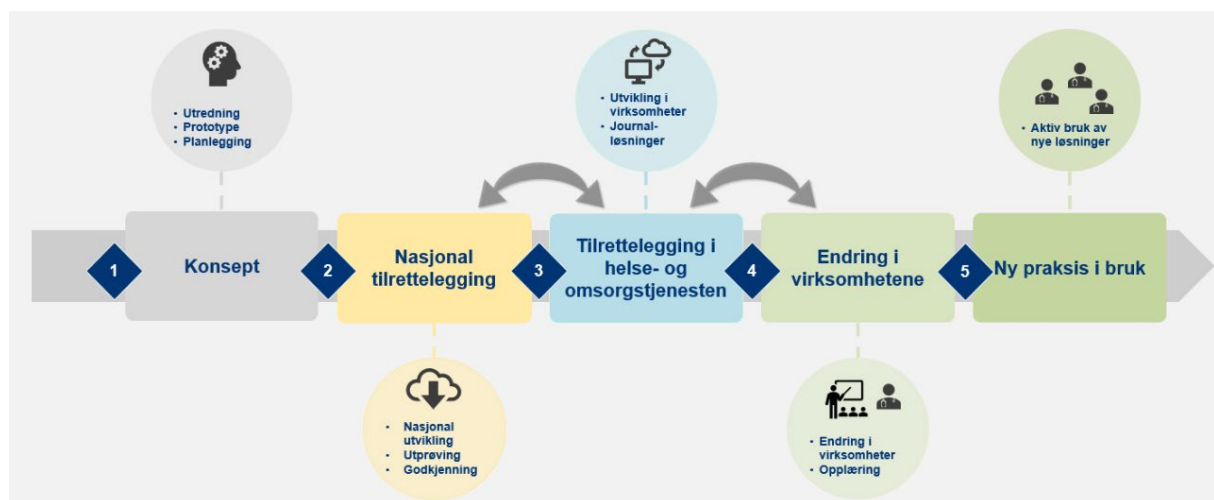 • Utredning
• Prototype
• Planlegging
• Utvikling i
virksomheter
• Journal-
løsninger
• Aktiv bruk av
nye løsninger
1
Konsept
2
Nasjonal
tilrettelegging
3
Tilrettelegging i
helse- og
omsorgstjenesten
4
Endring i
virksomhetene
5
Ny praksis i bruk
• Nasjonal
utvikling
• Utprøving
• Godkjenning
• Endring i
virksomheter
• Opplæring